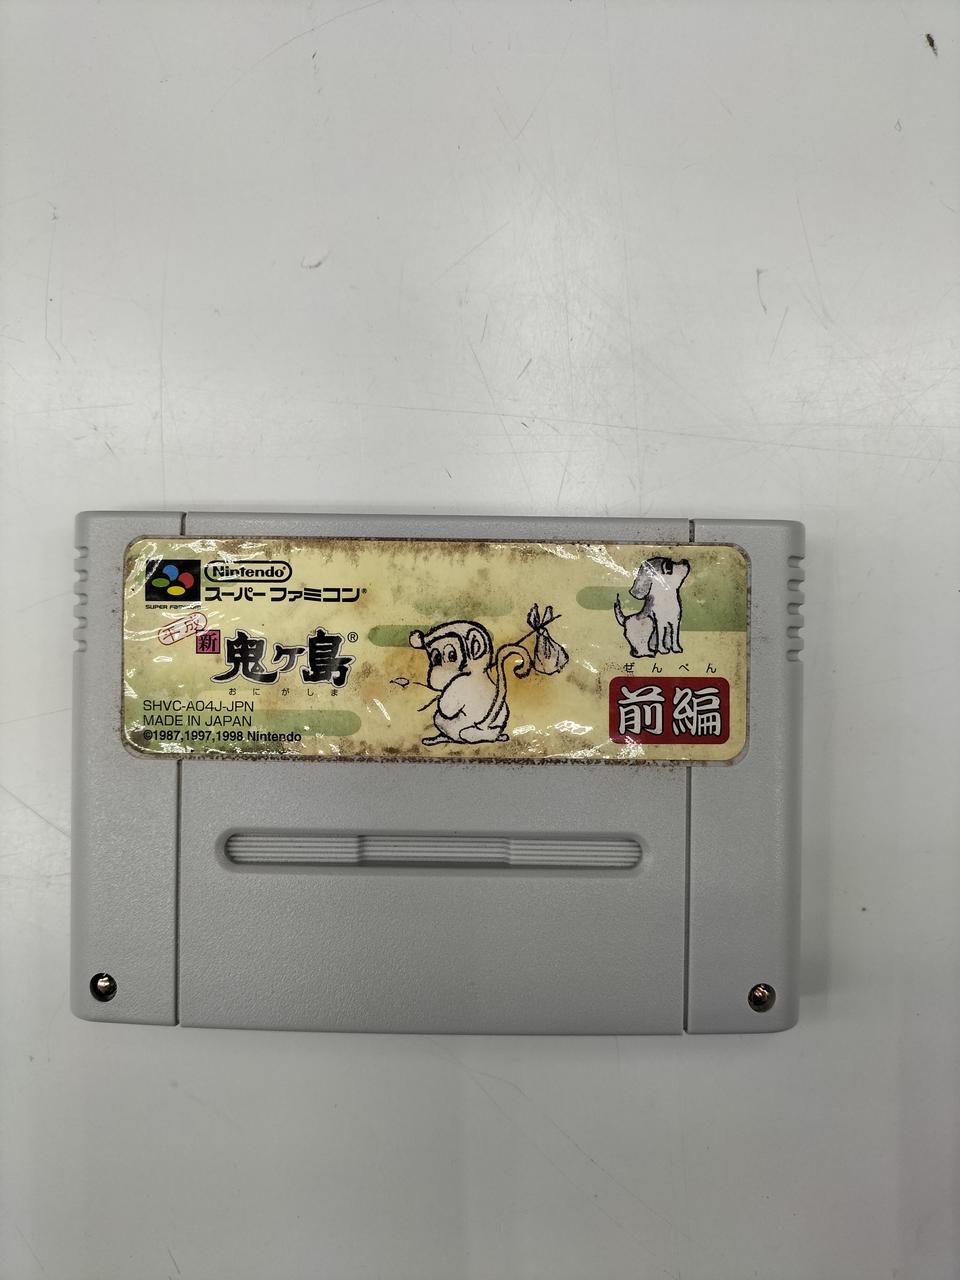 Nintendo
スーパーファミコン®
SUPER FAMICOM
平成
新
鬼ヶ島®
おにがしま
SHVC-A04J-JPN
MADE IN JAPAN
©1987,1997,1998 Nintendo
ぜんぺん
前編